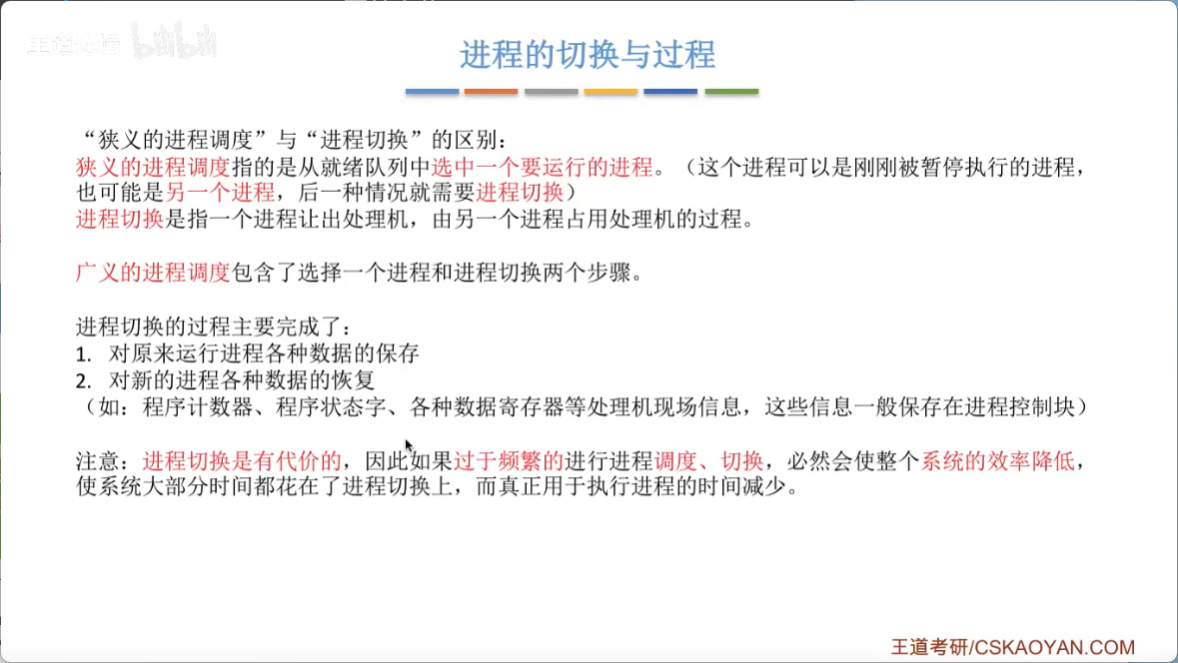 王道论坛 bilibili
进程的切换与过程
“狭义的进程调度”与“进程切换”的区别：
狭义的进程调度指的是从就绪队列中选中一个要运行的进程。（这个进程可以是刚刚被暂停执行的进程，
也可能是另一个进程，后一种情况就需要进程切换）
进程切换是指一个进程让出处理机，由另一个进程占用处理机的过程。
广义的进程调度包含了选择一个进程和进程切换两个步骤。
进程切换的过程主要完成了：
1. 对原来运行进程各种数据的保存
2. 对新的进程各种数据的恢复
（如：程序计数器、程序状态字、各种数据寄存器等处理机现场信息，这些信息一般保存在进程控制块）
注意：进程切换是有代价的，因此如果过于频繁的进行进程调度、切换，必然会使整个系统的效率降低，
使系统大部分时间都花在了进程切换上，而真正用于执行进程的时间减少。
王道考研/CSKAOYAN.COM